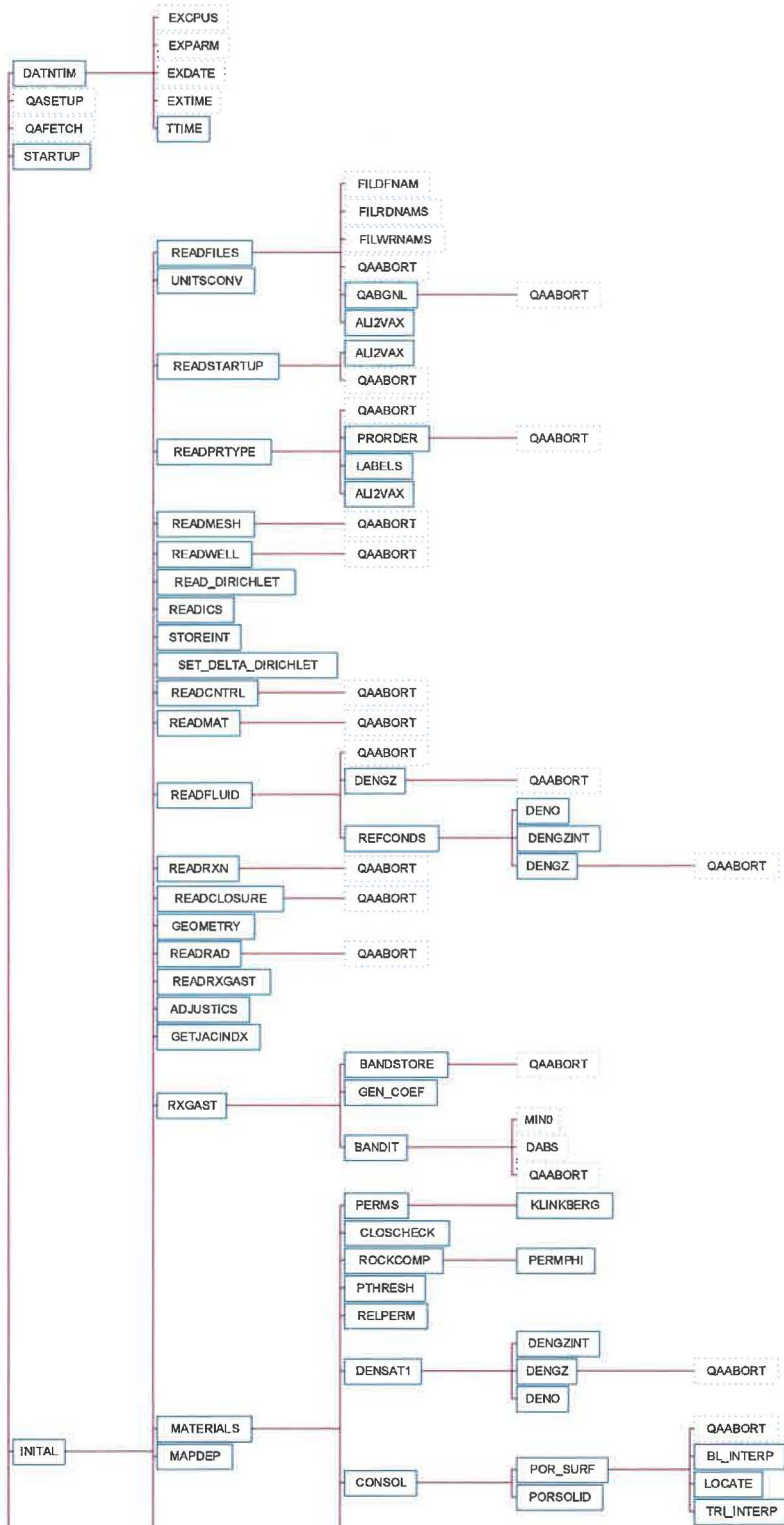 EXCPUS
EXPARM
DATNTIM EXDATE
QASETUP EXTIME
QAFETCH TTIME
STARTUP
FILDFNAM
FILRDNAMS
FILWRNAMS
READFILES QAABORT
UNITSCONV QABGNL QAABORT
ALI2VAX
READSTARTUP ALI2VAX
QAABORT
QAABORT
READPRTYPE PRORDER QAABORT
LABELS
ALI2VAX
READMESH QAABORT
READWELL QAABORT
READ_DIRICHLET
READICS
STOREINT
SET_DELTA_DIRICHLET
READCNTRL QAABORT
READMAT QAABORT
QAABORT
READFLUID DENGZ QAABORT
DENO
REFCONDS DENGZINT
DENGZ QAABORT
READRXN QAABORT
READCLOSURE QAABORT
GEOMETRY
READRAD QAABORT
READRXGAST
ADJUSTICS
GETJACINDX
BANDSTORE QAABORT
RXGAST GEN_COEF
MIN0
BANDIT DABS
QAABORT
PERMS KLINKBERG
CLOSCHECK
ROCKCOMP PERMPHI
PTHRESH
RELPERM
DENGZINT
DENSAT1 DENGZ QAABORT
DENO
MATERIALS QAABORT
INITAL MAPDEP BL_INTERP
CONSOL POR_SURF LOCATE
PORSOLID TRI_INTERP